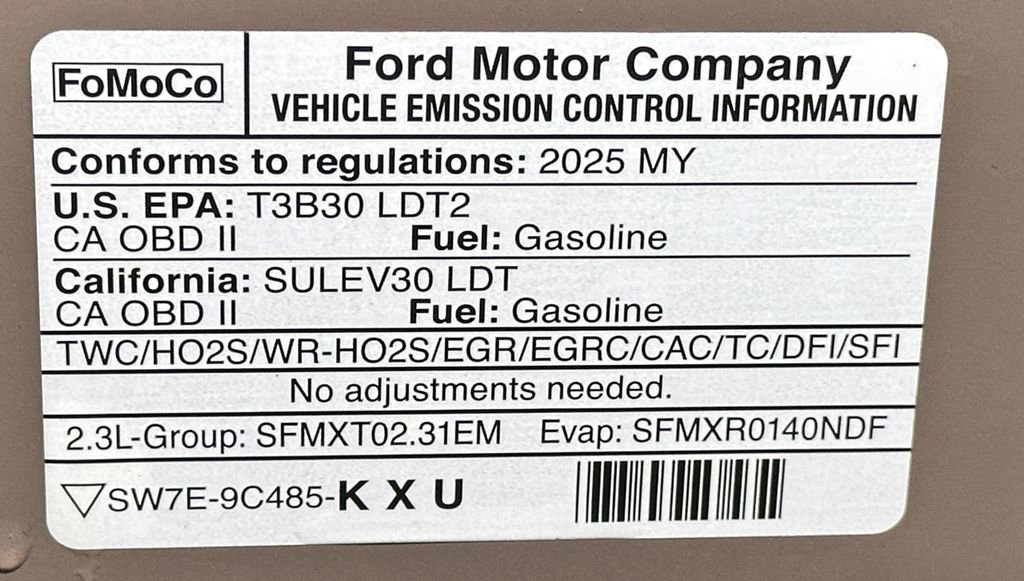 FoMoCo
Ford Motor Company
VEHICLE EMISSION CONTROL INFORMATION
Conforms to regulations: 2025 MY
U.S. EPA: T3B30 LDT2
CA OBD II Fuel: Gasoline
California: SULEV30 LDT
CA OBD II Fuel: Gasoline
TWC/HO2S/WR-HO2S/EGR/EGRC/CAC/TC/DFI/SFI
No adjustments needed.
2.3L-Group: SFMXT02.31EM Evap: SFMXR0140NDF
SW7E-9C485-K X U